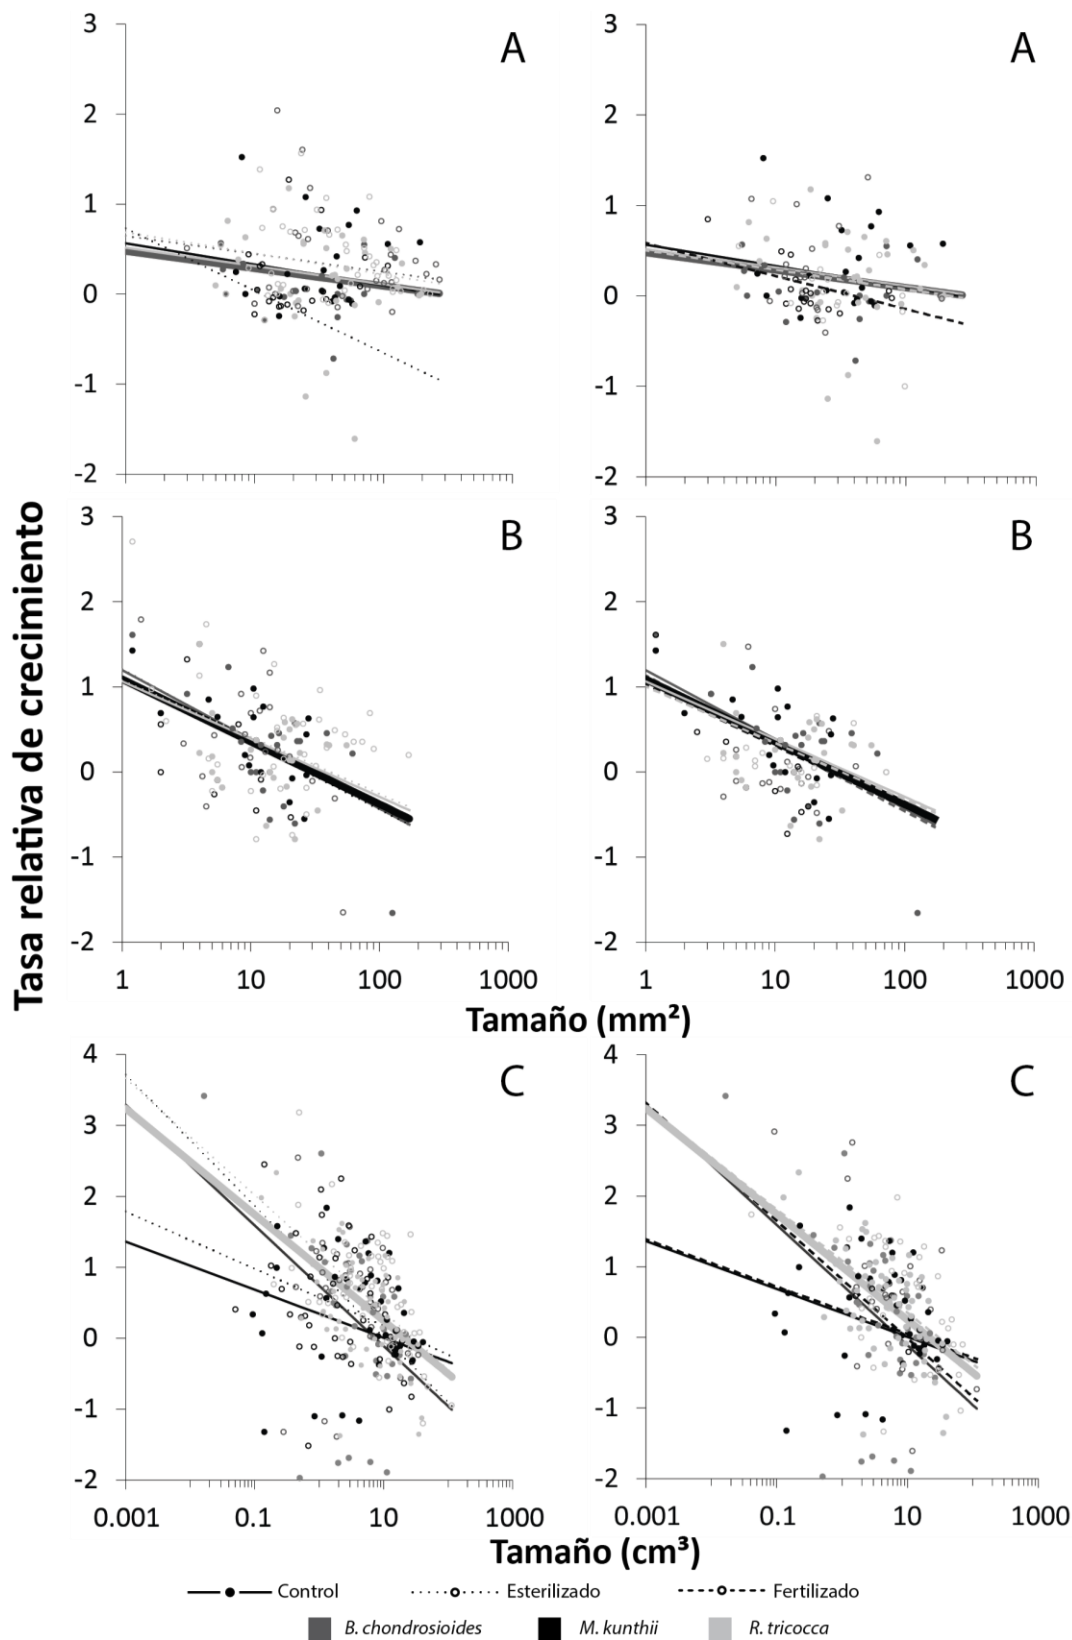 Tasa relativa de crecimiento
3
2
1
0
-1
-2
A
3
2
1
0
-1
-2
A
3
2
1
0
-1
-2
B
1 10 100 1000
3
2
1
0
-1
-2
B
1 10 100 1000
Tamaño (mm²)
4
3
2
1
0
-1
-2
C
0.001 0.1 10 1000
4
3
2
1
0
-1
-2
C
0.001 0.1 10 1000
Tamaño (cm³)
Control Esterilizado Fertilizado
B. chondrosioides M. kunthii R. tricocca